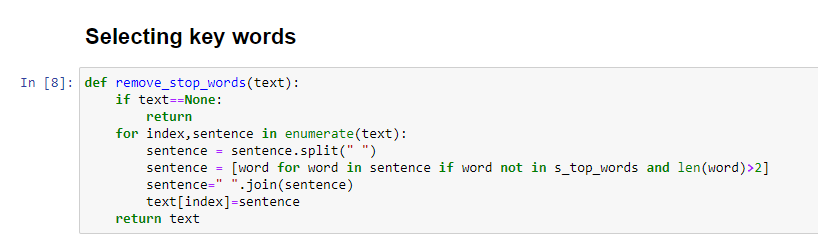 Selecting key words
In [8]: def remove_stop_words(text):
    if text==None:
        return
    for index,sentence in enumerate(text):
        sentence = sentence.split(" ")
        sentence = [word for word in sentence if word not in s_top_words and len(word)>2]
        sentence=" ".join(sentence)
        text[index]=sentence
    return text